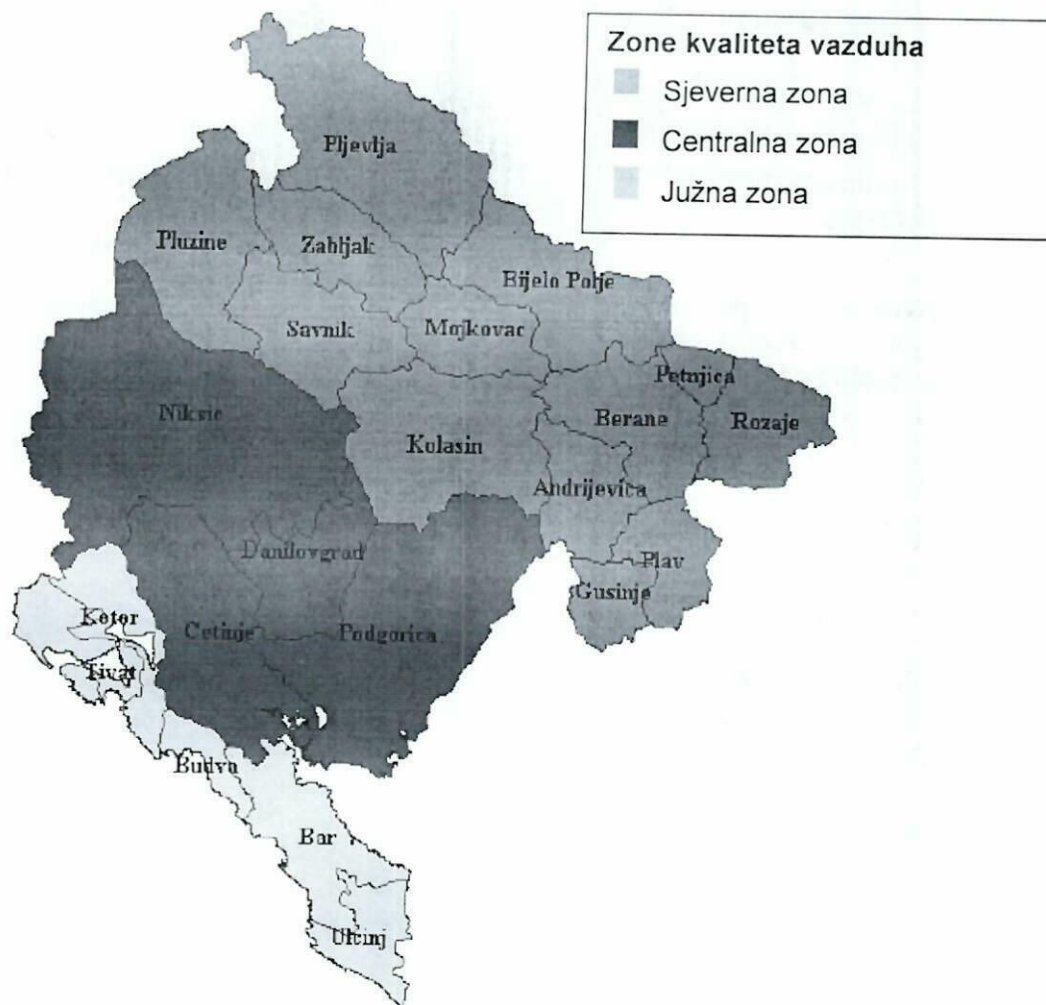 Zone kvaliteta vazduha
Sjeverna zona
Centralna zona
Južna zona
Pljevlja
Pluzine
Zabljak
Bijelo Polje
Savnik
Mojkovac
Petnjica
Niksic
Berane
Rozaje
Kolasin
Andrijevica
Danilovgrad
Plav
Gusinje
Kotor
Cetinje
Podgorica
Tivat
Budva
Bar
Ulcinj